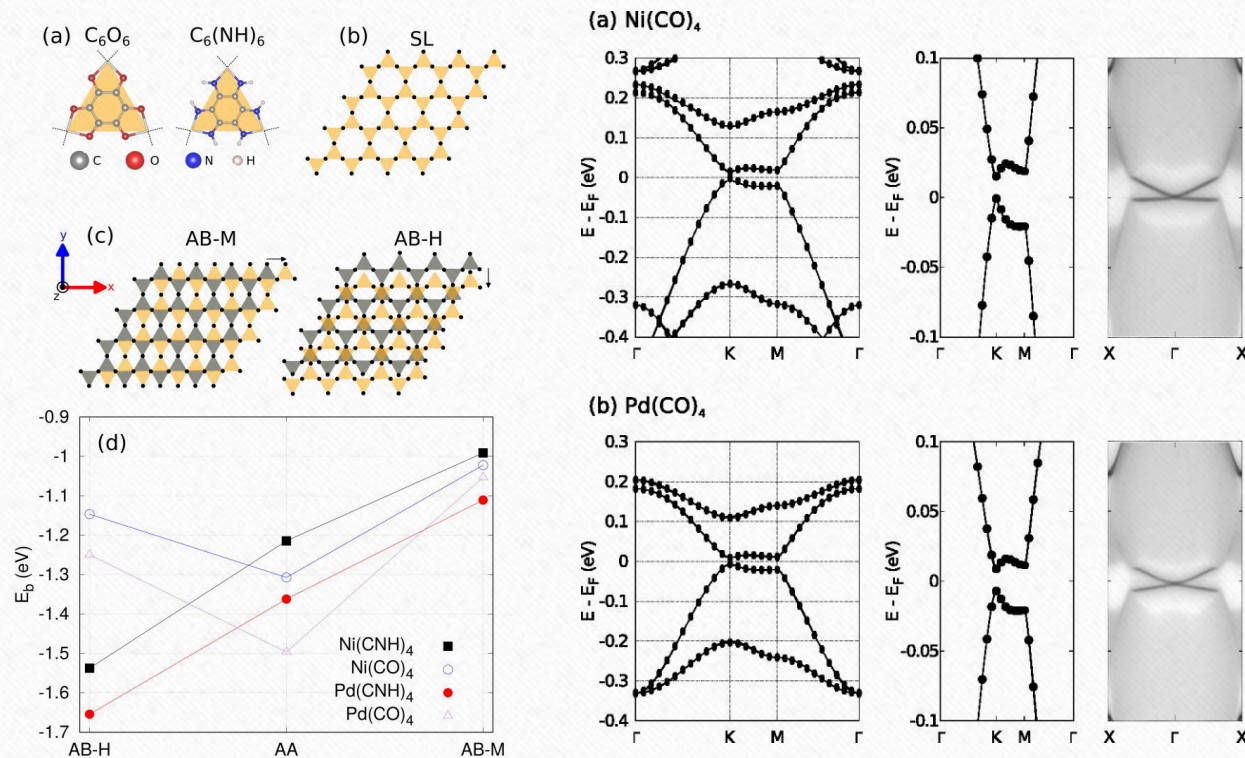 (a) C₆O₆ C₆(NH)₆
C O N H
(b) SL
(c) AB-M AB-H
y
z x
(d)
-0.9
-1
-1.1
-1.2
-1.3
-1.4
-1.5
-1.6
-1.7
E_b (eV)
Ni(CNH)₄
Ni(CO)₄
Pd(CNH)₄
Pd(CO)₄
AB-H AA AB-M
(a) Ni(CO)₄
E - E_F (eV)
0.3
0.2
0.1
0
-0.1
-0.2
-0.3
-0.4
Γ K M Γ
E - E_F (eV)
0.1
0.05
0
-0.05
-0.1
Γ K M Γ
X Γ X
(b) Pd(CO)₄
E - E_F (eV)
0.3
0.2
0.1
0
-0.1
-0.2
-0.3
-0.4
Γ K M Γ
E - E_F (eV)
0.1
0.05
0
-0.05
-0.1
Γ K M Γ
X Γ X